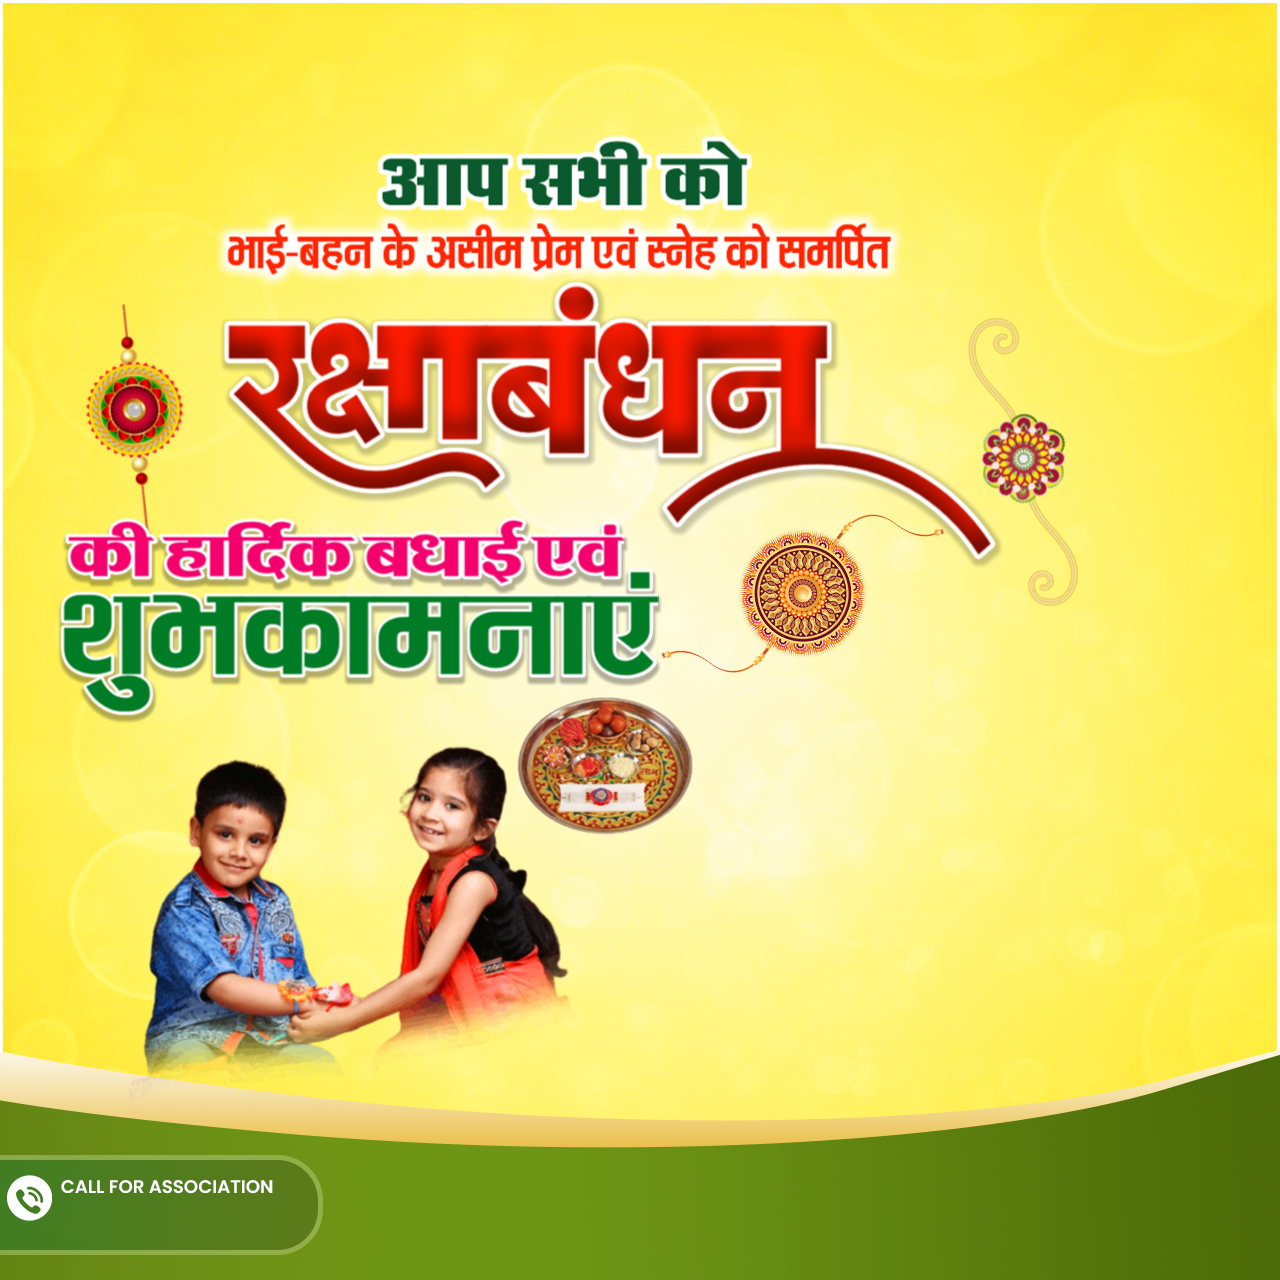 आप सभी को
भाई-बहन के असीम प्रेम एवं स्नेह को समर्पित
रक्षाबंधन
की हार्दिक बधाई एवं
शुभकामनाएं
CALL FOR ASSOCIATION